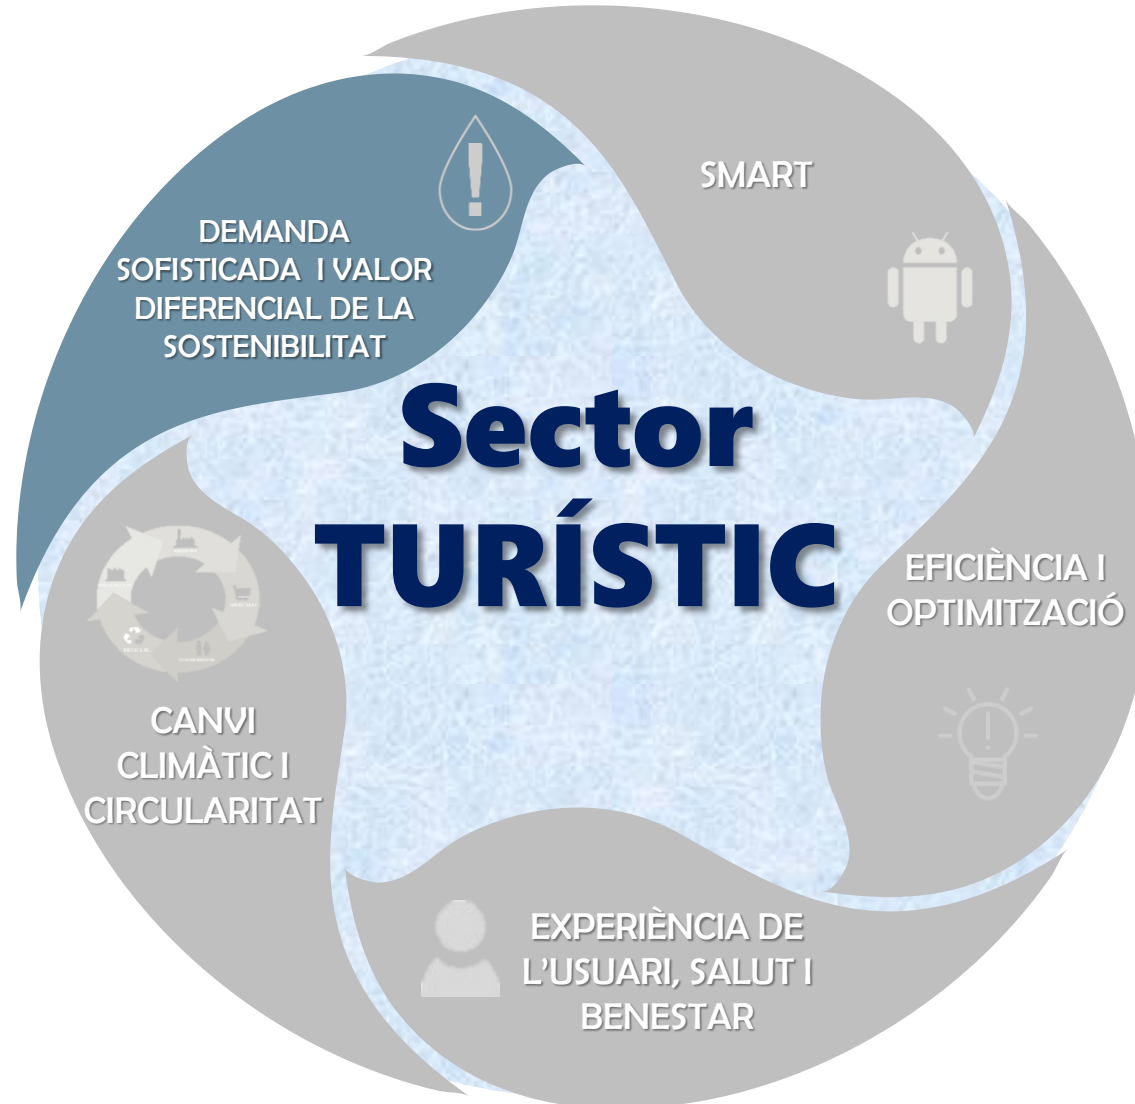 SMART
DEMANDA
SOFISTICADA I VALOR
DIFERENCIAL DE LA
SOSTENIBILITAT
Sector
TURÍSTIC
EFICIÈNCIA I
OPTIMITZACIÓ
CANVI
CLIMÀTIC I
CIRCULARITAT
EXPERIÈNCIA DE
L'USUARI, SALUT I
BENESTAR